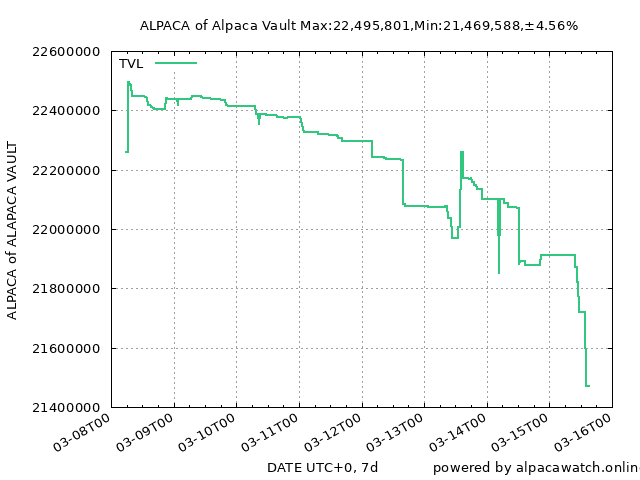 ALPACA of Alpaca Vault Max:22,495,801,Min:21,469,588,±4.56%
TVL
22600000
22400000
22200000
22000000
21800000
21600000
21400000
ALPACA of ALAPACA VAULT
03-08T00
03-09T00
03-10T00
03-11T00
03-12T00
03-13T00
03-14T00
03-15T00
03-16T00
DATE UTC+0, 7d
powered by alpacawatch.onlin